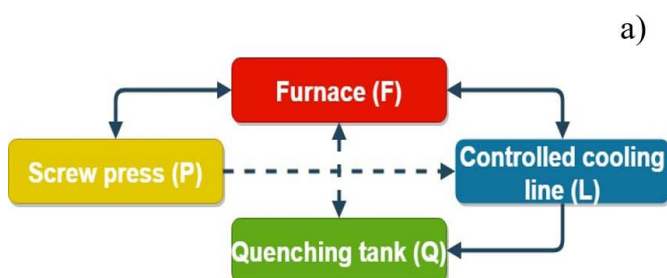 a)
Furnace (F)
Screw press (P)
Controlled cooling
line (L)
Quenching tank (Q)